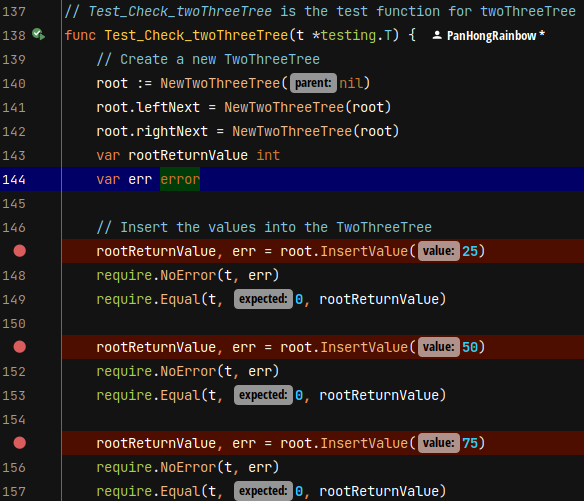 137 // Test_Check_twoThreeTree is the test function for twoThreeTree
138 func Test_Check_twoThreeTree(t *testing.T) { PanHongRainbow *
139 // Create a new TwoThreeTree
140 root := NewTwoThreeTree( parent: nil)
141 root.leftNext = NewTwoThreeTree(root)
142 root.rightNext = NewTwoThreeTree(root)
143 var rootReturnValue int
144 var err error
145
146 // Insert the values into the TwoThreeTree
rootReturnValue, err = root.InsertValue( value: 25)
148 require.NoError(t, err)
149 require.Equal(t, expected: 0, rootReturnValue)
150
rootReturnValue, err = root.InsertValue( value: 50)
152 require.NoError(t, err)
153 require.Equal(t, expected: 0, rootReturnValue)
154
rootReturnValue, err = root.InsertValue( value: 75)
156 require.NoError(t, err)
157 require.Equal(t, expected: 0, rootReturnValue)